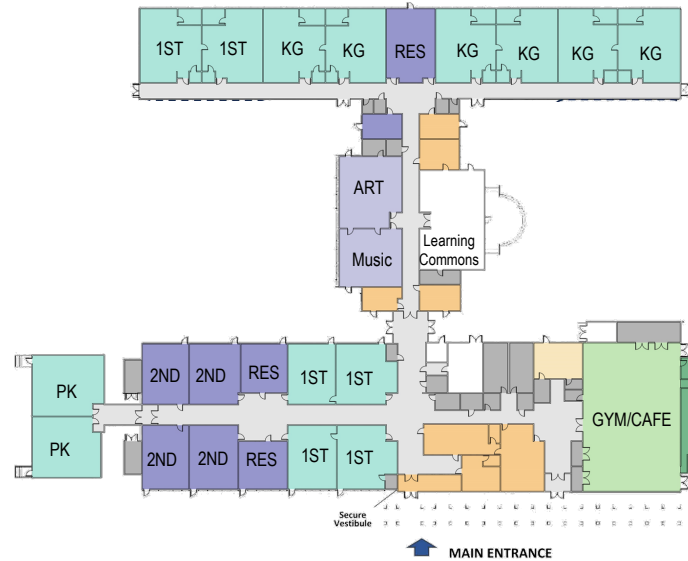 1ST 1ST KG KG RES KG KG KG KG
ART
Music
Learning
Commons
2ND 2ND RES 1ST 1ST
PK
GYM/CAFE
PK
2ND 2ND RES 1ST 1ST
Secure
Vestibule
MAIN ENTRANCE